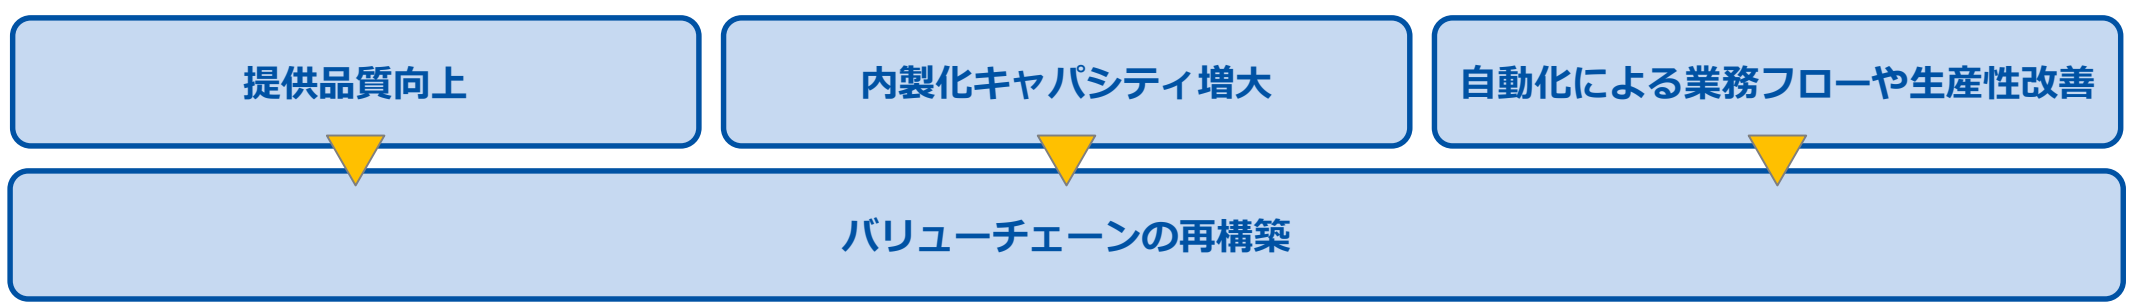 提供品質向上
内製化キャパシティ増大
自動化による業務フローや生産性改善
バリューチェーンの再構築